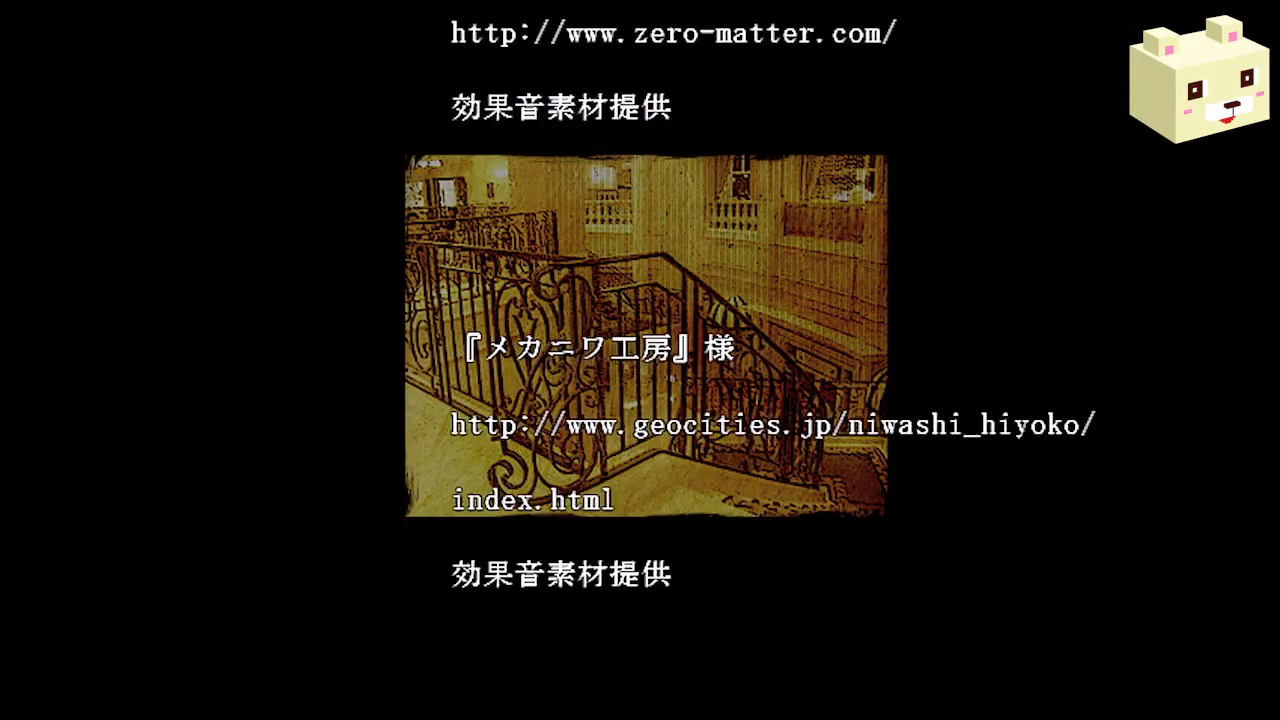 http://www.zero-matter.com/
効果音素材提供
『メカニワ工房』様
http://www.geocities.jp/niwashi_hiyoko/
index.html
効果音素材提供